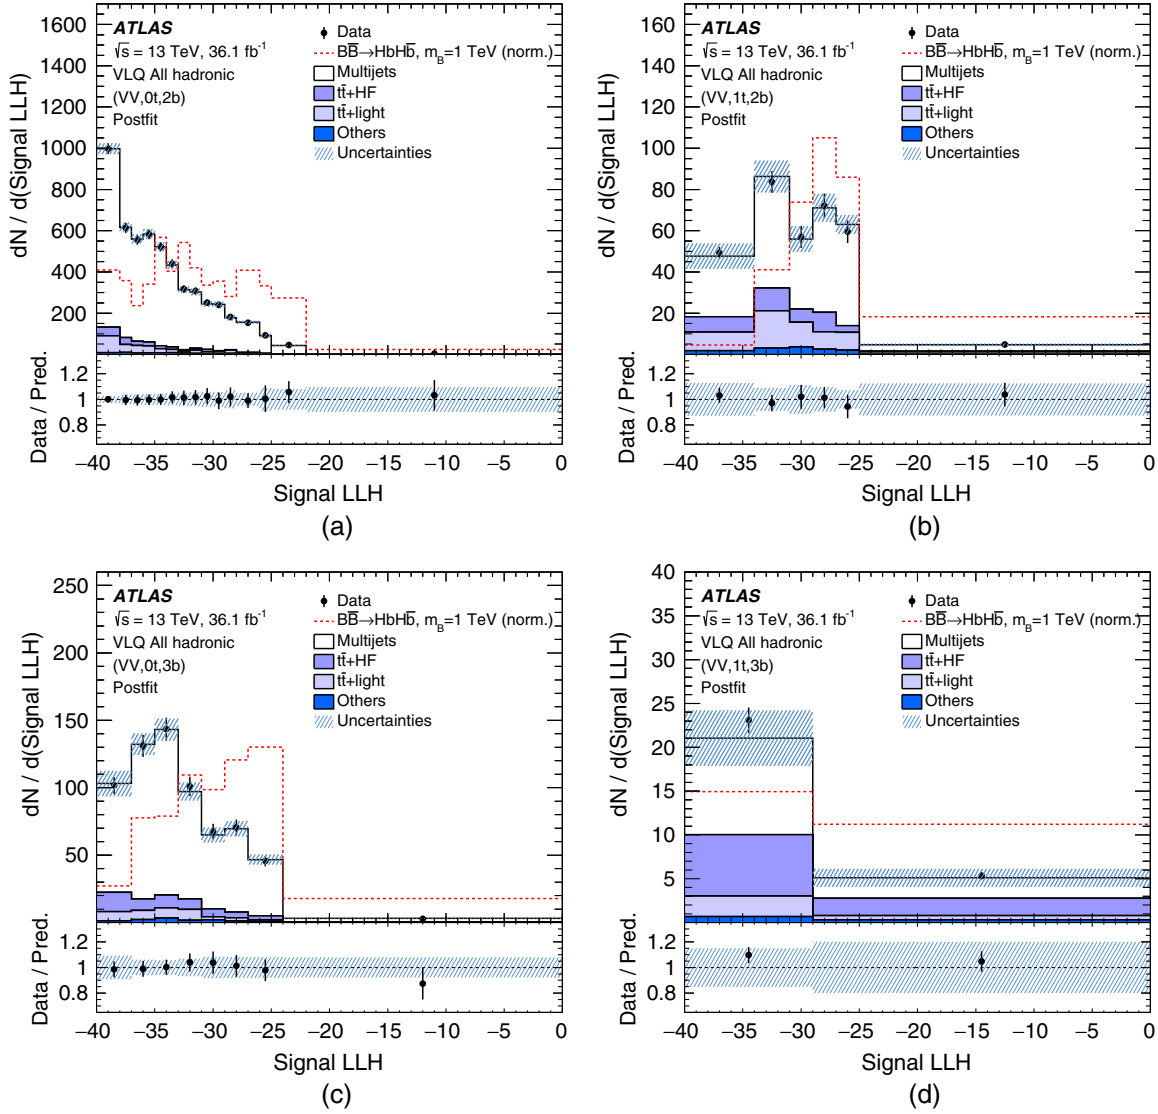 dN / d(Signal LLH)
1600
1400
1200
1000
800
600
400
200
ATLAS
√s = 13 TeV, 36.1 fb⁻¹
VLQ All hadronic
(VV,0t,2b)
Postfit
Data
BB̅→HbHb̅, m_B=1 TeV (norm.)
Multijets
tt̅+HF
tt̅+light
Others
Uncertainties
Data / Pred.
1.2
1
0.8
−40 −35 −30 −25 −20 −15 −10 −5 0
Signal LLH
(a)
dN / d(Signal LLH)
160
140
120
100
80
60
40
20
ATLAS
√s = 13 TeV, 36.1 fb⁻¹
VLQ All hadronic
(VV,1t,2b)
Postfit
Data
BB̅→HbHb̅, m_B=1 TeV (norm.)
Multijets
tt̅+HF
tt̅+light
Others
Uncertainties
Data / Pred.
1.2
1
0.8
−40 −35 −30 −25 −20 −15 −10 −5 0
Signal LLH
(b)
dN / d(Signal LLH)
250
200
150
100
50
ATLAS
√s = 13 TeV, 36.1 fb⁻¹
VLQ All hadronic
(VV,0t,3b)
Postfit
Data
BB̅→HbHb̅, m_B=1 TeV (norm.)
Multijets
tt̅+HF
tt̅+light
Others
Uncertainties
Data / Pred.
1.2
1
0.8
−40 −35 −30 −25 −20 −15 −10 −5 0
Signal LLH
(c)
dN / d(Signal LLH)
40
35
30
25
20
15
10
5
ATLAS
√s = 13 TeV, 36.1 fb⁻¹
VLQ All hadronic
(VV,1t,3b)
Postfit
Data
BB̅→HbHb̅, m_B=1 TeV (norm.)
Multijets
tt̅+HF
tt̅+light
Others
Uncertainties
Data / Pred.
1.2
1
0.8
−40 −35 −30 −25 −20 −15 −10 −5 0
Signal LLH
(d)